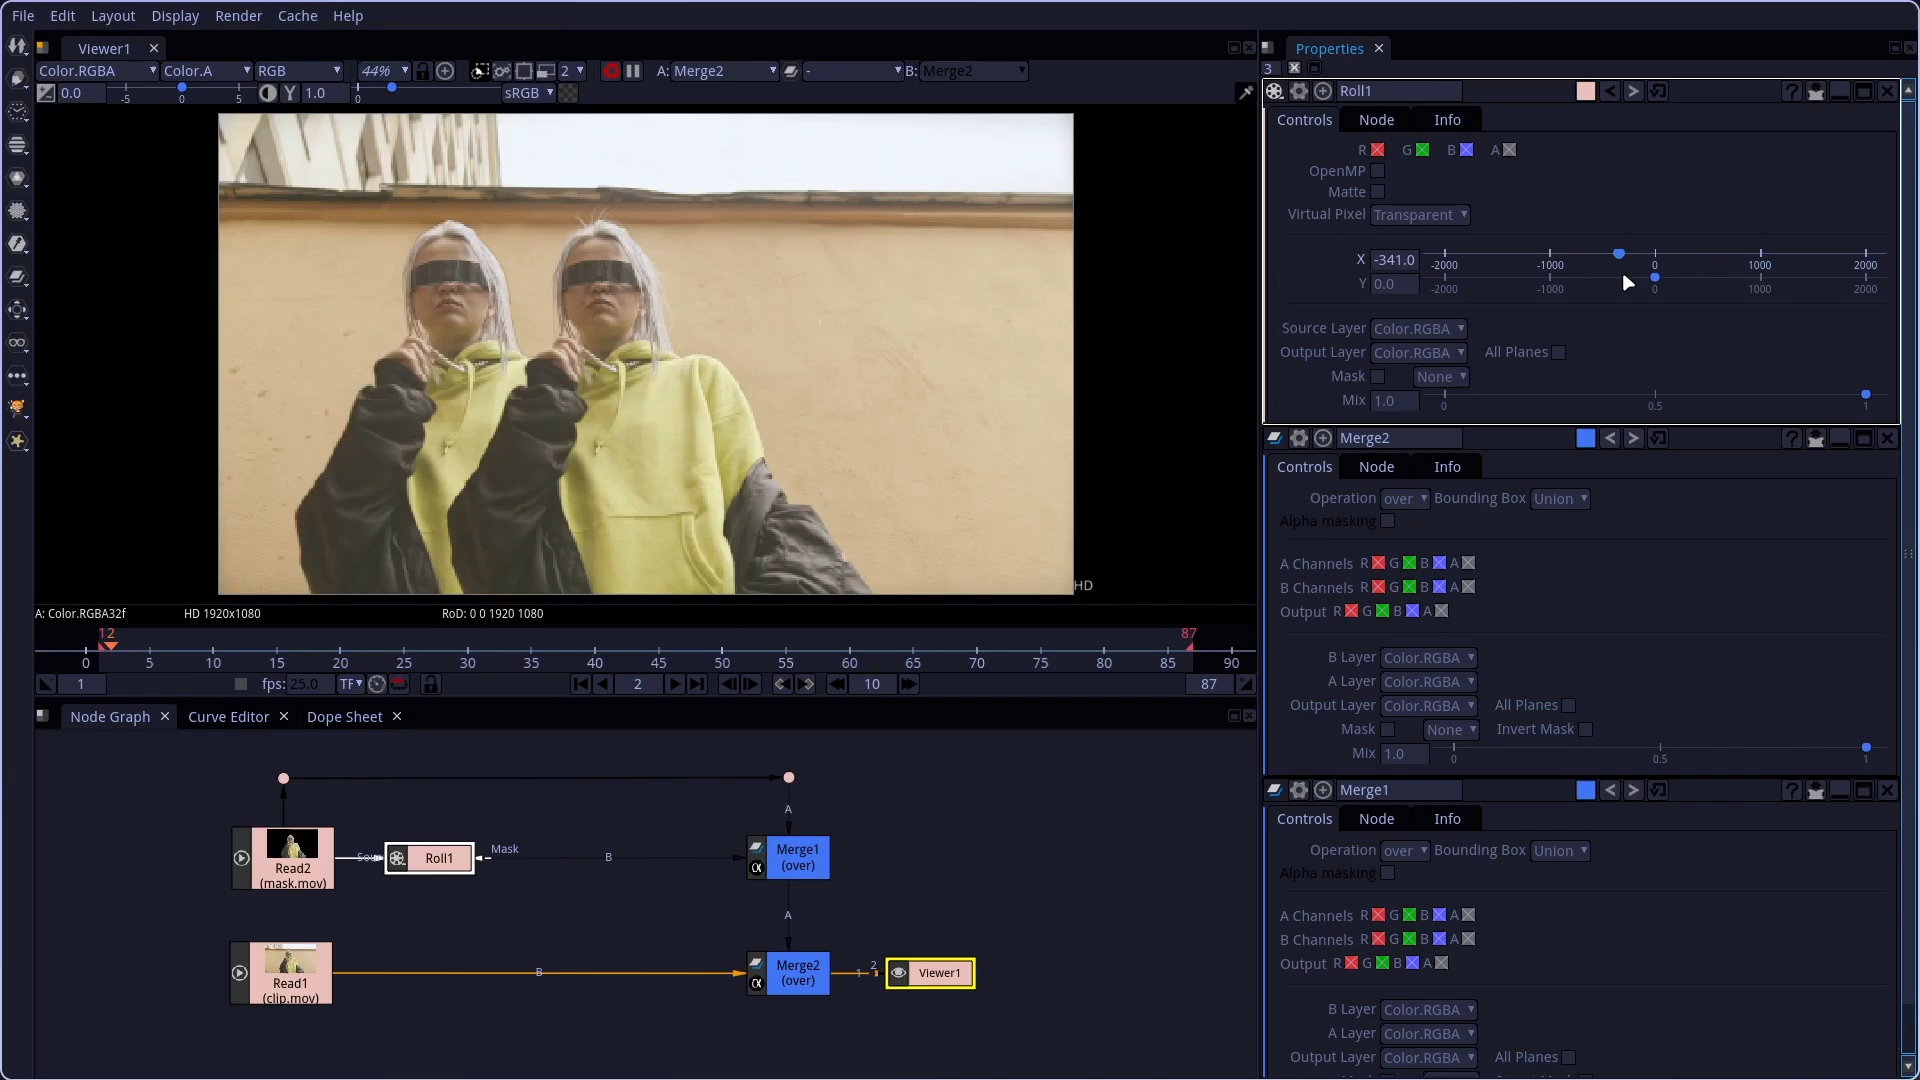 File Edit Layout Display Render Cache Help
Viewer1
Color.RGBA Color.A RGB 44% 2 A: Merge2 - B: Merge2
0.0 -5 0 5 Y 1.0 0 sRGB
HD
A: Color.RGBA32f HD 1920x1080 RoD: 0 0 1920 1080
12 87
0 5 10 15 20 25 30 35 40 45 50 55 60 65 70 75 80 85 90
1 fps: 25.0 TF 2 10 87
Node Graph Curve Editor Dope Sheet
A
Read2
(mask.mov)
Roll1
Mask
B
Merge1
(over)
A
Read1
(clip.mov)
B
Merge2
(over)
1
2
Viewer1
Properties
3
Roll1 ?
Controls Node Info
R G B A
OpenMP
Matte
Virtual Pixel Transparent
X -341.0 -2000 -1000 0 1000 2000
Y 0.0 -2000 -1000 0 1000 2000
Source Layer Color.RGBA
Output Layer Color.RGBA All Planes
Mask None
Mix 1.0 0 0.5 1
Merge2 ?
Controls Node Info
Operation over Bounding Box Union
Alpha masking
A Channels R G B A
B Channels R G B A
Output R G B A
B Layer Color.RGBA
A Layer Color.RGBA
Output Layer Color.RGBA All Planes
Mask None Invert Mask
Mix 1.0 0 0.5 1
Merge1 ?
Controls Node Info
Operation over Bounding Box Union
Alpha masking
A Channels R G B A
B Channels R G B A
Output R G B A
B Layer Color.RGBA
A Layer Color.RGBA
Output Layer Color.RGBA All Planes